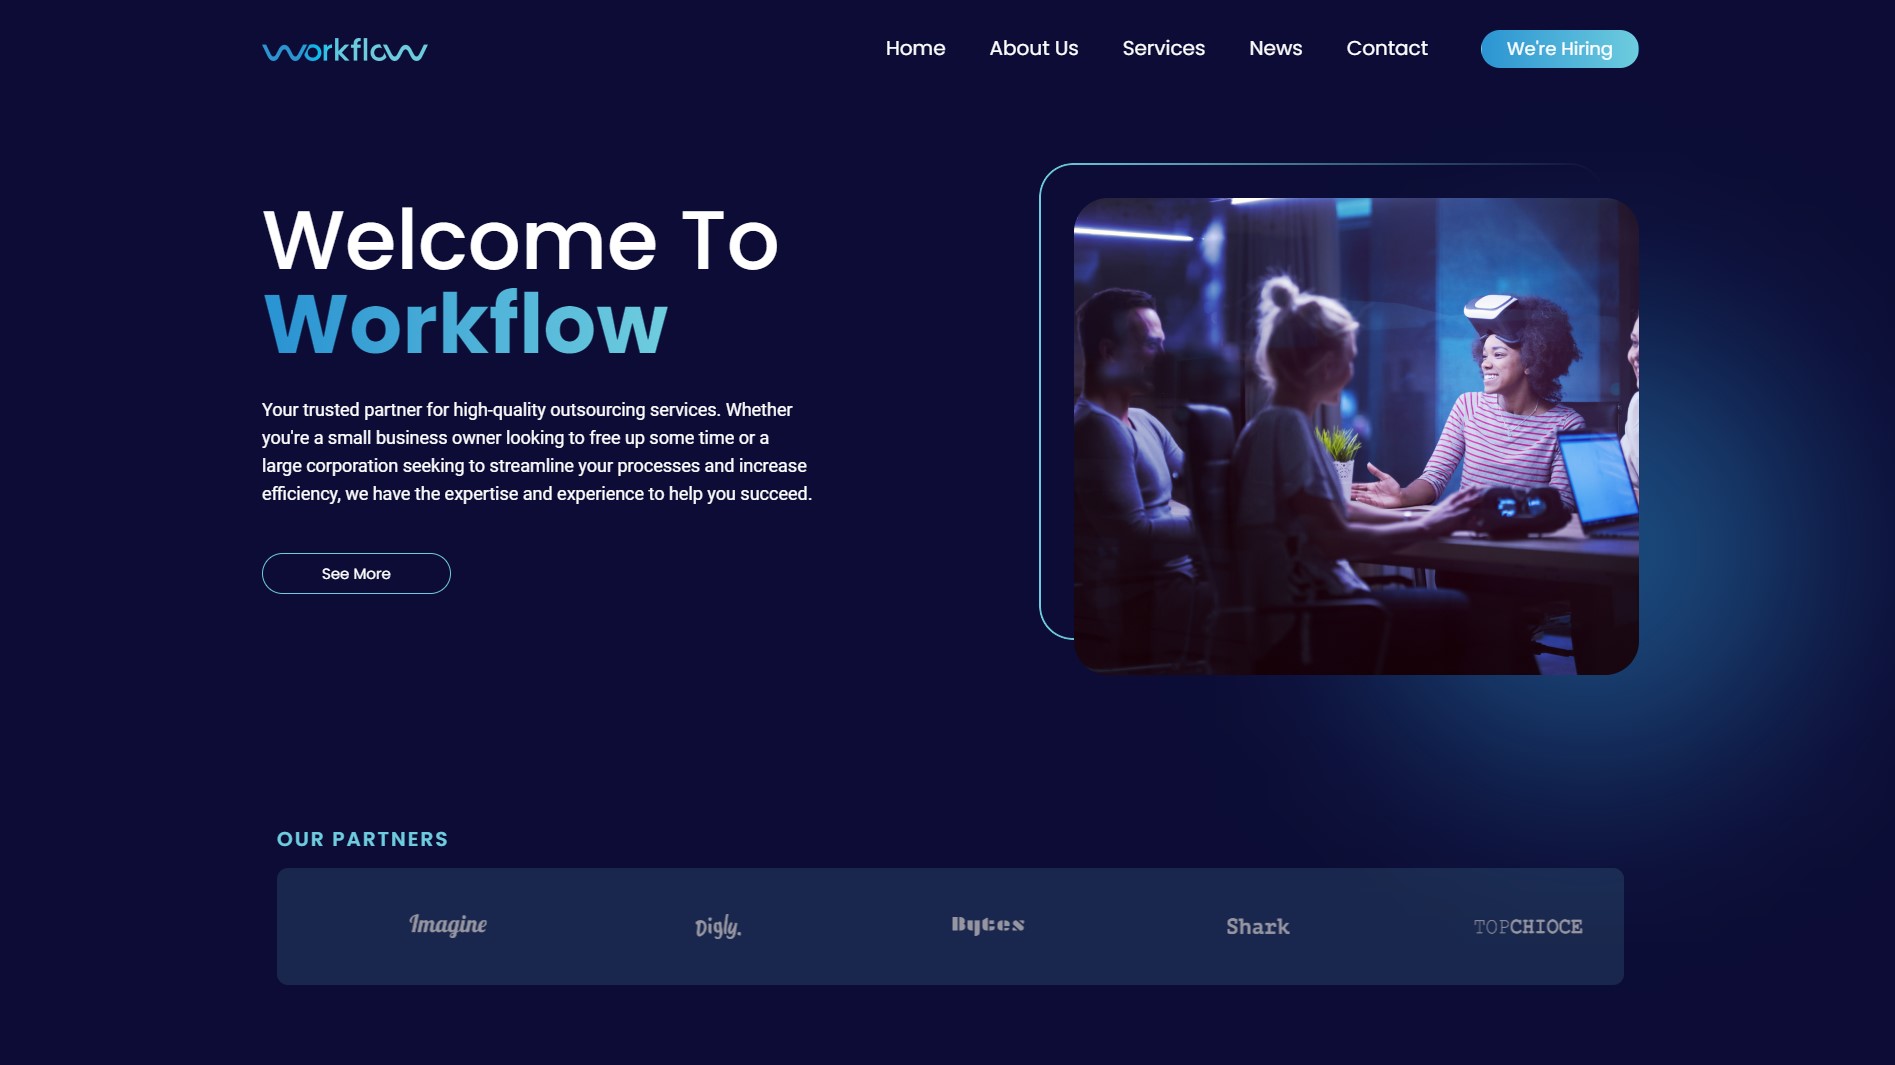 workflow
Home
About Us
Services
News
Contact
We're Hiring
Welcome To
Workflow
Your trusted partner for high-quality outsourcing services. Whether
you're a small business owner looking to free up some time or a
large corporation seeking to streamline your processes and increase
efficiency, we have the expertise and experience to help you succeed.
See More
OUR PARTNERS
Imagine
Digly.
Bytes
Shark
TOPCHIOCE